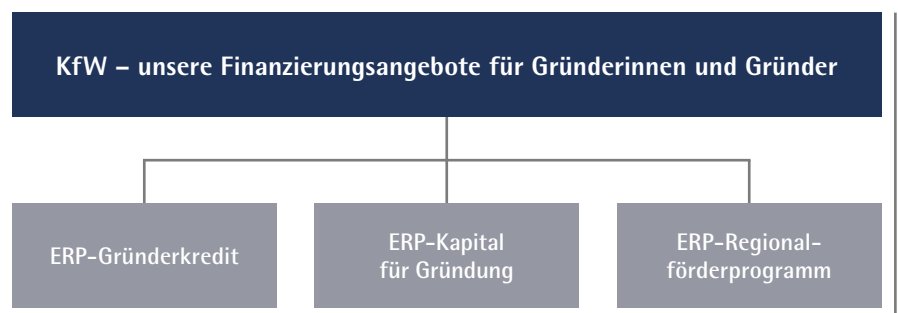 KfW – unsere Finanzierungsangebote für Gründerinnen und Gründer
ERP-Gründerkredit
ERP-Kapital
für Gründung
ERP-Regional-
förderprogramm